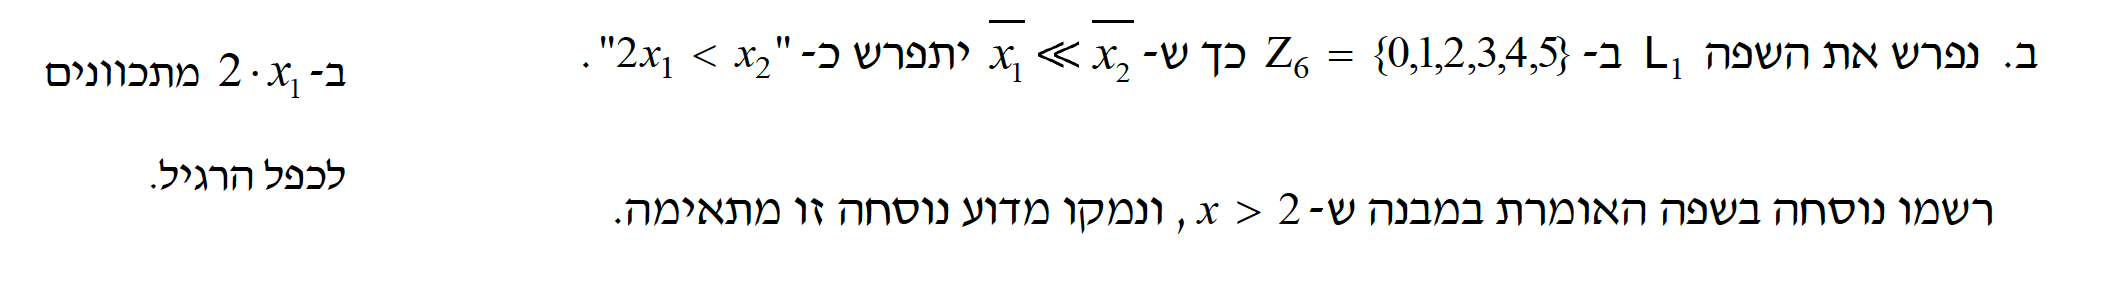 ב. נפרש את השפה L₁ ב- Z₆ = {0,1,2,3,4,5} כך ש- x̅₁ ≪ x̅₂ יתפרש כ- "2x₁ < x₂".
רשמו נוסחה בשפה האומרת במבנה ש- x > 2, ונמקו מדוע נוסחה זו מתאימה.
ב- 2 · x₁ מתכוונים
לכפל הרגיל.